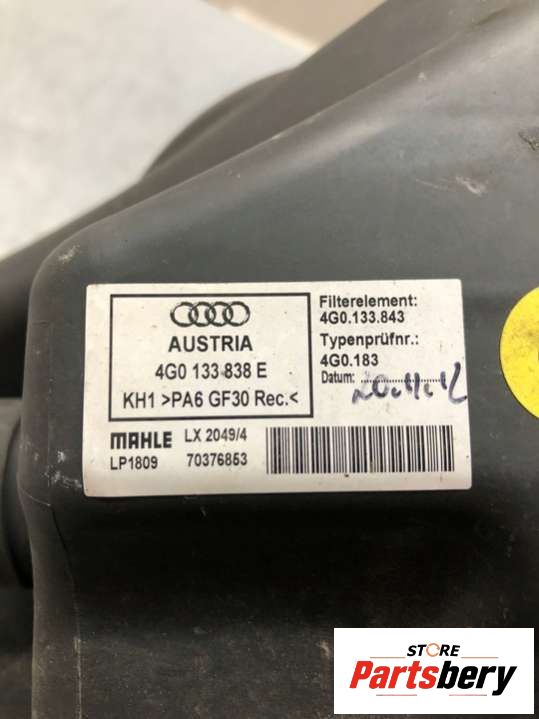 AUSTRIA
4G0 133 838 E
KH1 >PA6 GF30 Rec.<
Filterelement:
4G0.133.843
Typenprüfnr.:
4G0.183
Datum:
MAHLE LX 2049/4
LP1809 70376853
STORE
Partsbery